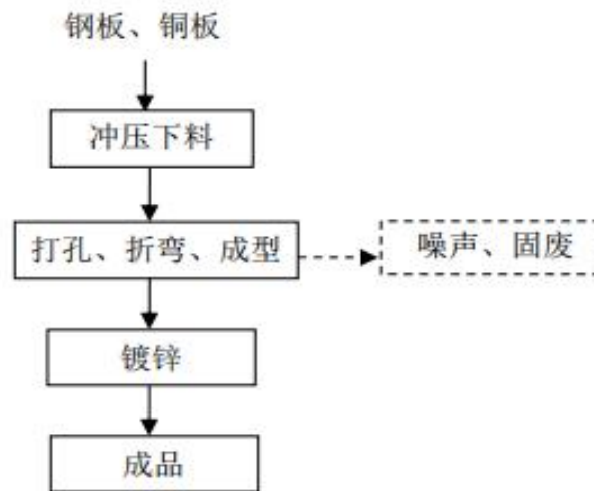 钢板、铜板
冲压下料
打孔、折弯、成型
噪声、固废
镀锌
成品